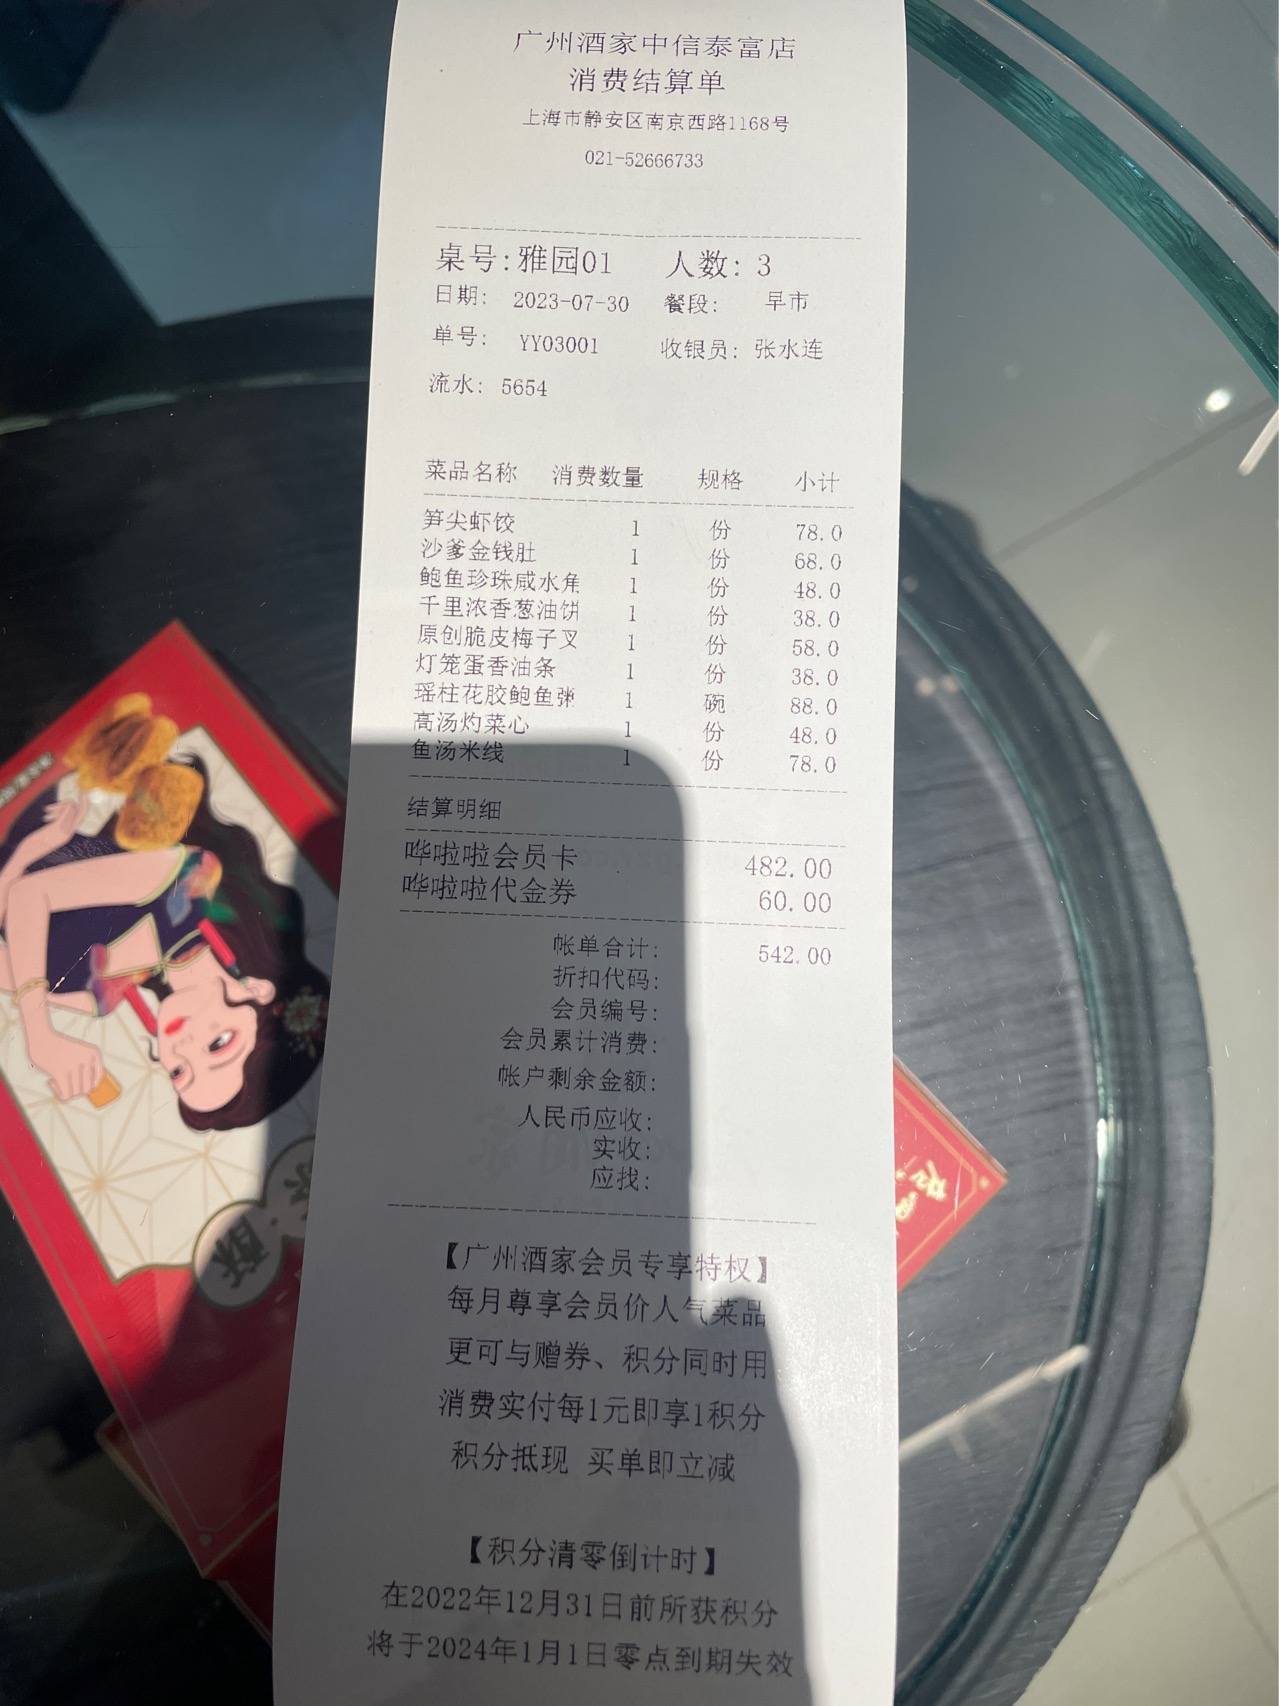 广州酒家中信泰富店
消费结算单
上海市静安区南京西路1168号
021-52666733
桌号:雅园01 人数: 3
日期: 2023-07-30 餐段: 早市
单号: YY03001 收银员: 张水连
流水: 5654
菜品名称 消费数量 规格 小计
笋尖虾饺 1 份 78.0
沙爹金钱肚 1 份 68.0
鲍鱼珍珠咸水角 1 份 48.0
千里浓香葱油饼 1 份 38.0
原创脆皮梅子叉 1 份 58.0
灯笼蛋香油条 1 份 38.0
瑶柱花胶鲍鱼粥 1 碗 88.0
高汤灼菜心 1 份 48.0
鱼汤米线 1 份 78.0
结算明细
哗啦啦会员卡 482.00
哗啦啦代金券 60.00
帐单合计: 542.00
折扣代码:
会员编号:
会员累计消费:
帐户剩余金额:
人民币应收:
实收:
应找:
【广州酒家会员专享特权】
每月尊享会员价人气菜品
更可与赠券、积分同时用
消费实付每1元即享1积分
积分抵现 买单即立减
【积分清零倒计时】
在2022年12月31日前所获积分
将于2024年1月1日零点到期失效
酥